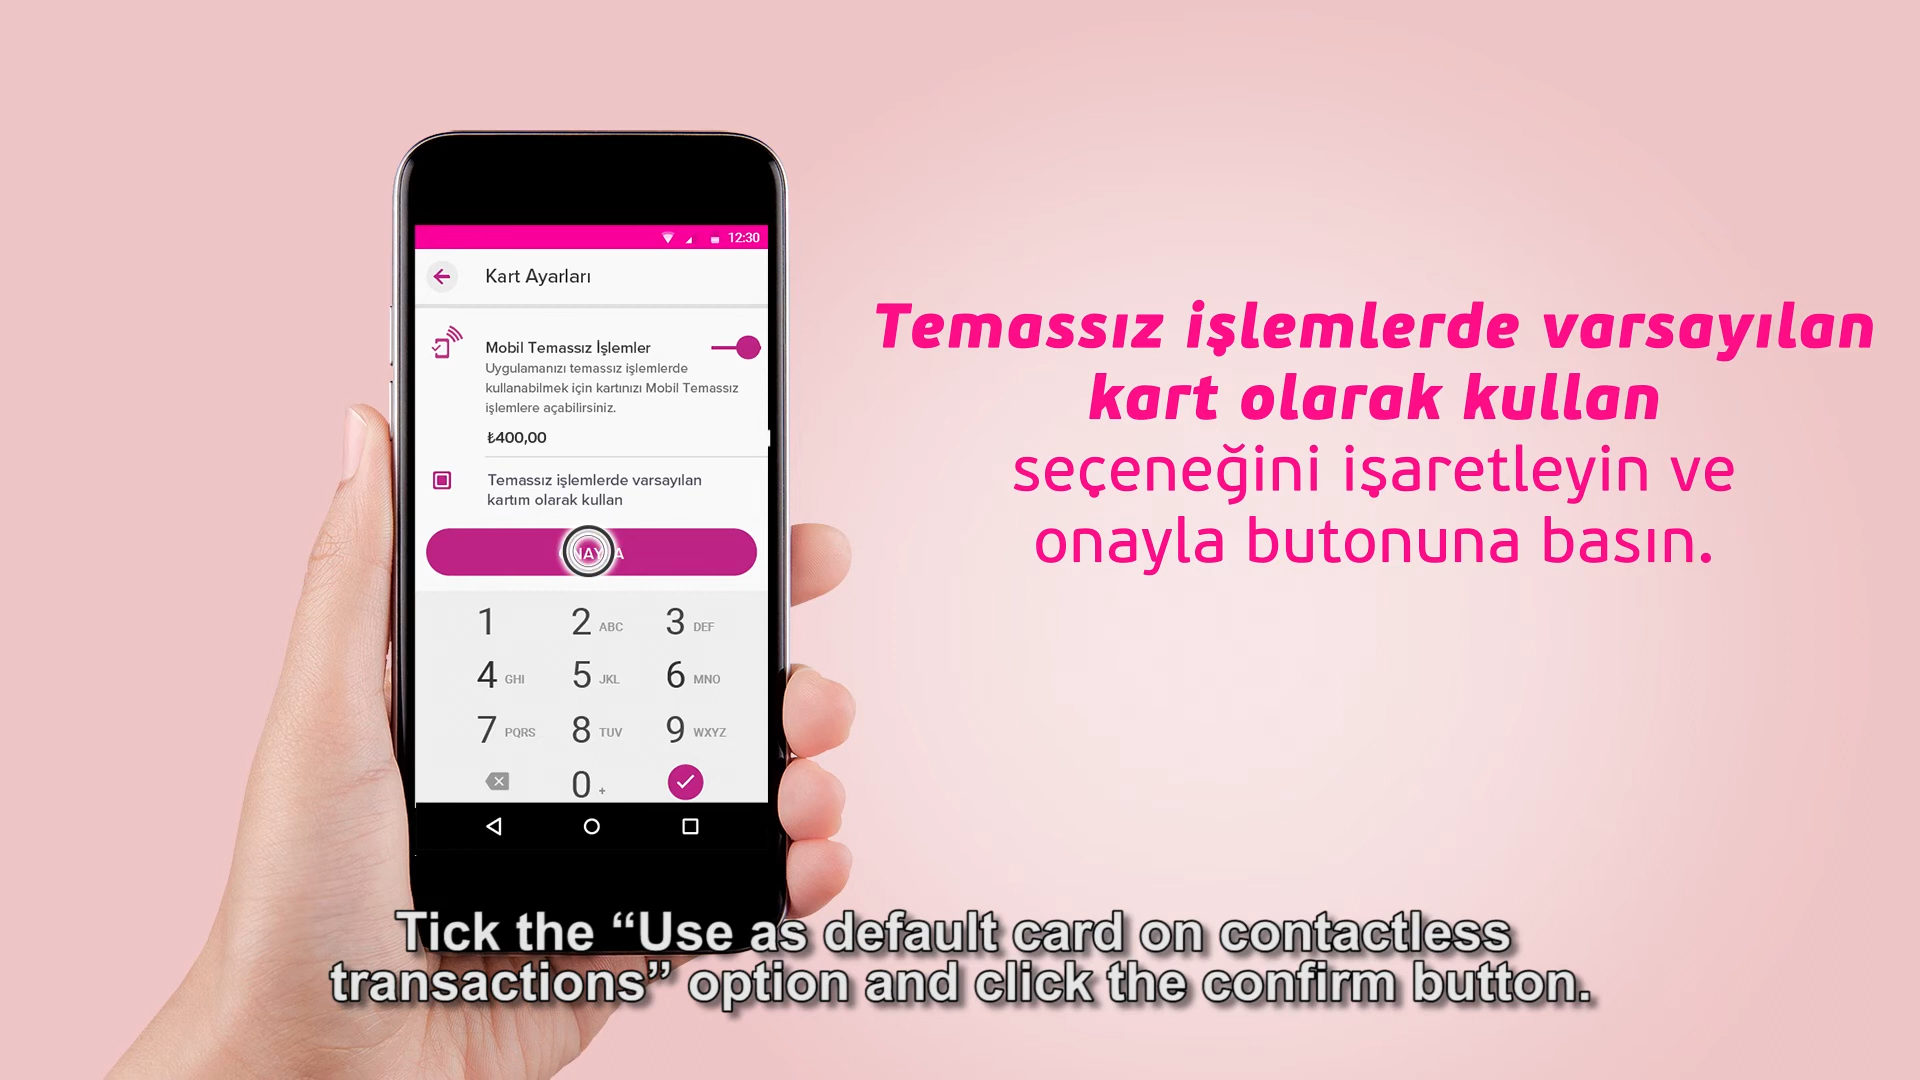 12:30
Kart Ayarları
Mobil Temassız İşlemler
Uygulamanızı temassız işlemlerde
kullanabilmek için kartınızı Mobil Temassız
işlemlere açabilirsiniz.
₺400,00
Temassız işlemlerde varsayılan
kartım olarak kullan
1
2 ABC
3 DEF
4 GHI
5 JKL
6 MNO
7 PQRS
8 TUV
9 WXYZ
0 +
Temassız işlemlerde varsayılan
kart olarak kullan
seçeneğini işaretleyin ve
onayla butonuna basın.
Tick the “Use as default card on contactless
transactions” option and click the confirm button.